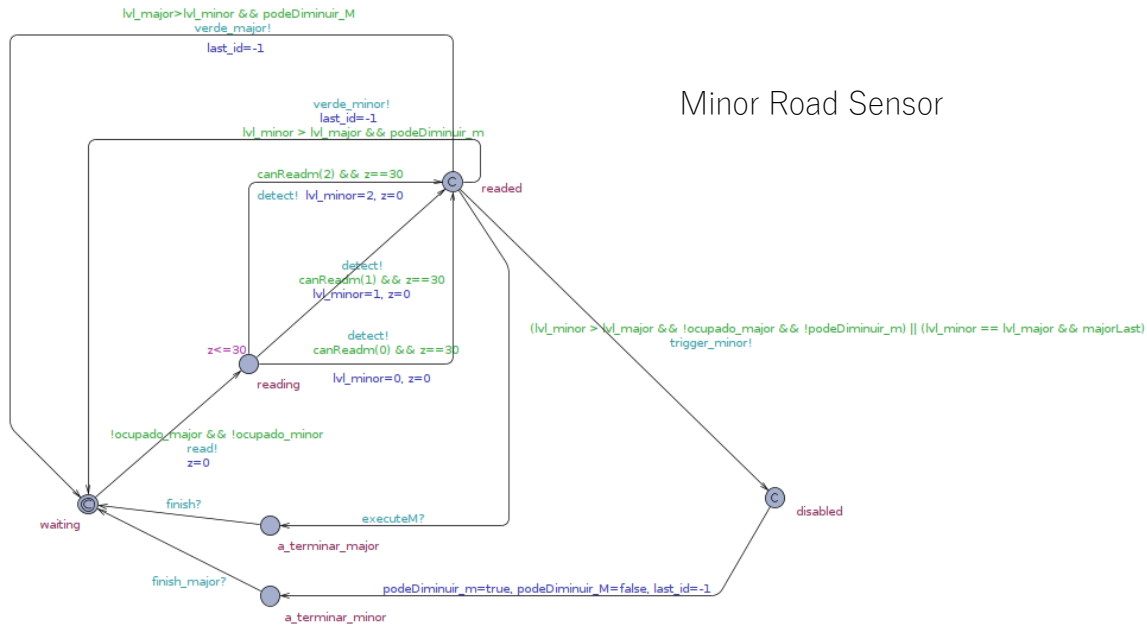 lvl_major>lvl_minor && podeDiminuir_M
verde_major!
last_id=-1
Minor Road Sensor
verde_minor!
last_id=-1
lvl_minor > lvl_major && podeDiminuir_m
canReadm(2) && z==30
C
readed
detect! lvl_minor=2, z=0
detect!
canReadm(1) && z==30
lvl_minor=1, z=0
(lvl_minor > lvl_major && !ocupado_major && !podeDiminuir_m) || (lvl_minor == lvl_major && majorLast)
trigger_minor!
detect!
z<=30
canReadm(0) && z==30
reading
lvl_minor=0, z=0
!ocupado_major && !ocupado_minor
read!
z=0
C
waiting
finish?
executeM?
a_terminar_major
C
disabled
finish_major?
podeDiminuir_m=true, podeDiminuir_M=false, last_id=-1
a_terminar_minor